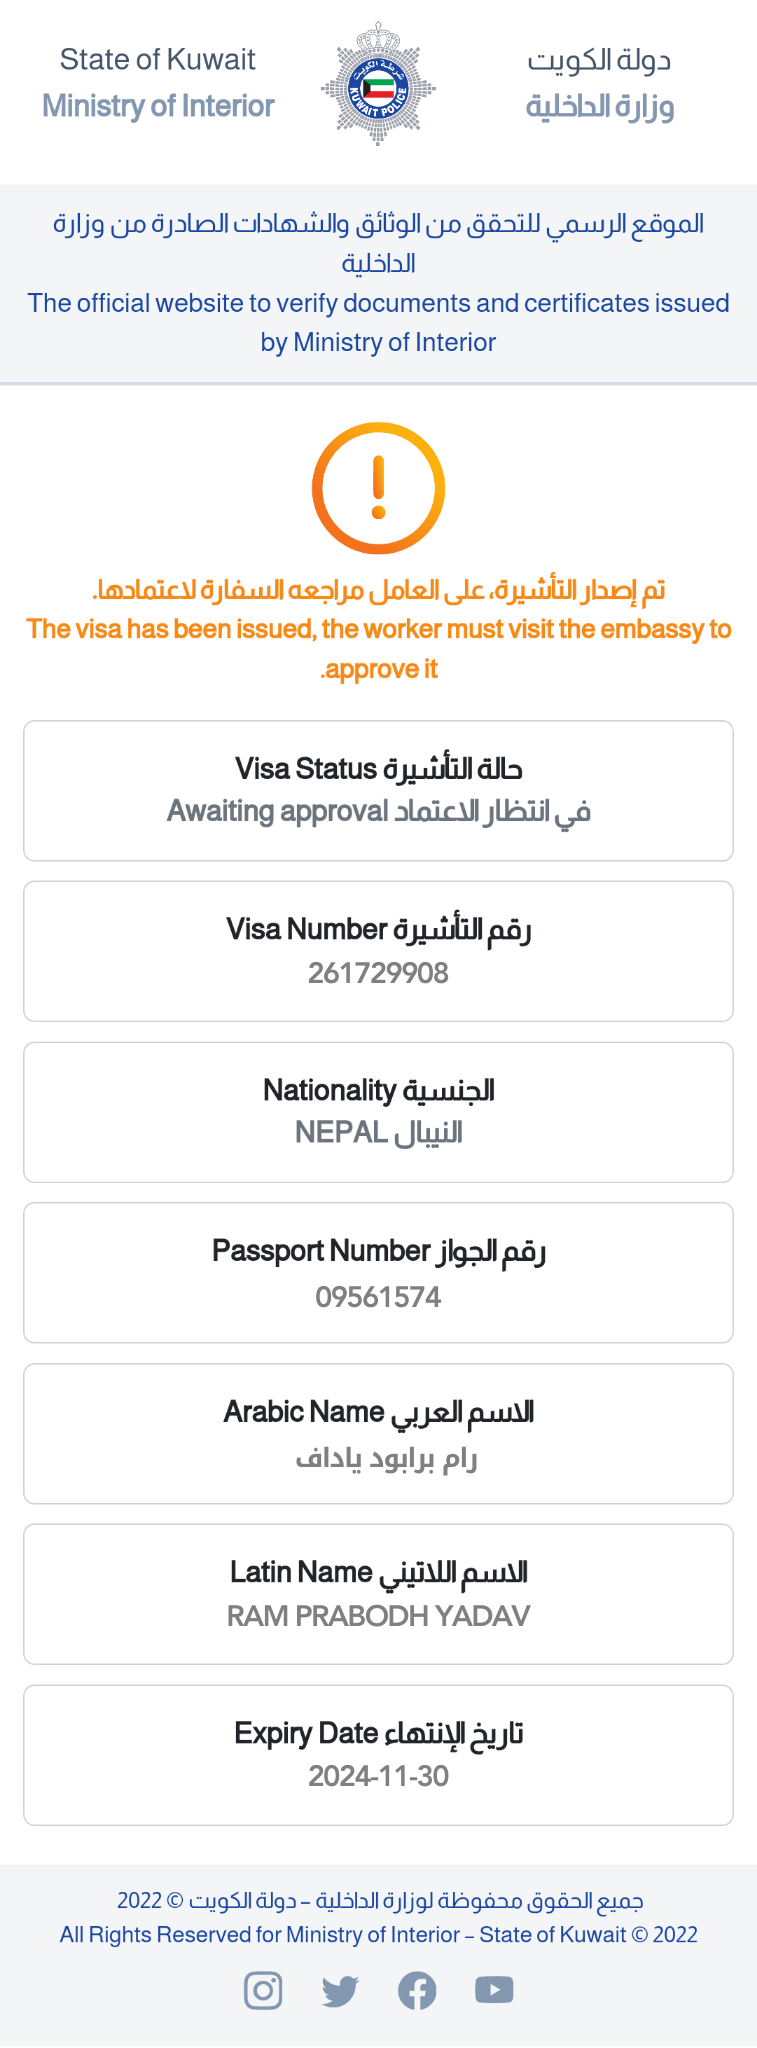 State of Kuwait
Ministry of Interior
شرطة الكويت
KUWAIT POLICE
دولة الكويت
وزارة الداخلية
الموقع الرسمي للتحقق من الوثائق والشهادات الصادرة من وزارة
الداخلية
The official website to verify documents and certificates issued
by Ministry of Interior
تم إصدار التأشيرة، على العامل مراجعه السفارة لاعتمادها.
The visa has been issued, the worker must visit the embassy to
.approve it
Visa Status حالة التأشيرة
Awaiting approval في انتظار الاعتماد
Visa Number رقم التأشيرة
261729908
Nationality الجنسية
NEPAL النيبال
Passport Number رقم الجواز
09561574
Arabic Name الاسم العربي
رام برابود ياداف
Latin Name الاسم اللاتيني
RAM PRABODH YADAV
Expiry Date تاريخ الإنتهاء
2024-11-30
جميع الحقوق محفوظة لوزارة الداخلية – دولة الكويت © 2022
All Rights Reserved for Ministry of Interior – State of Kuwait © 2022